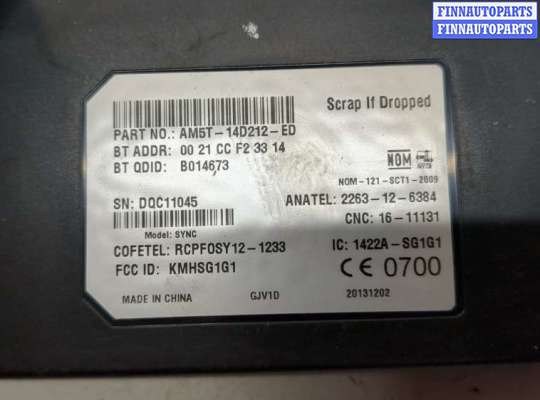 FINNAUTOPARTS
FINNAUTOPARTS
Scrap If Dropped
PART NO.: AM5T-14D212-ED
BT ADDR: 00 21 CC F2 33 14
BT QDID: B014673
NOM
NOM-121-SCT1-2009
SN: DQC11045
ANATEL: 2263-12-6384
CNC: 16-11131
Model: SYNC
COFETEL: RCPFOSY12-1233
IC: 1422A-SG1G1
FCC ID: KMHSG1G1
CE 0700
MADE IN CHINA
GJV1D
20131202